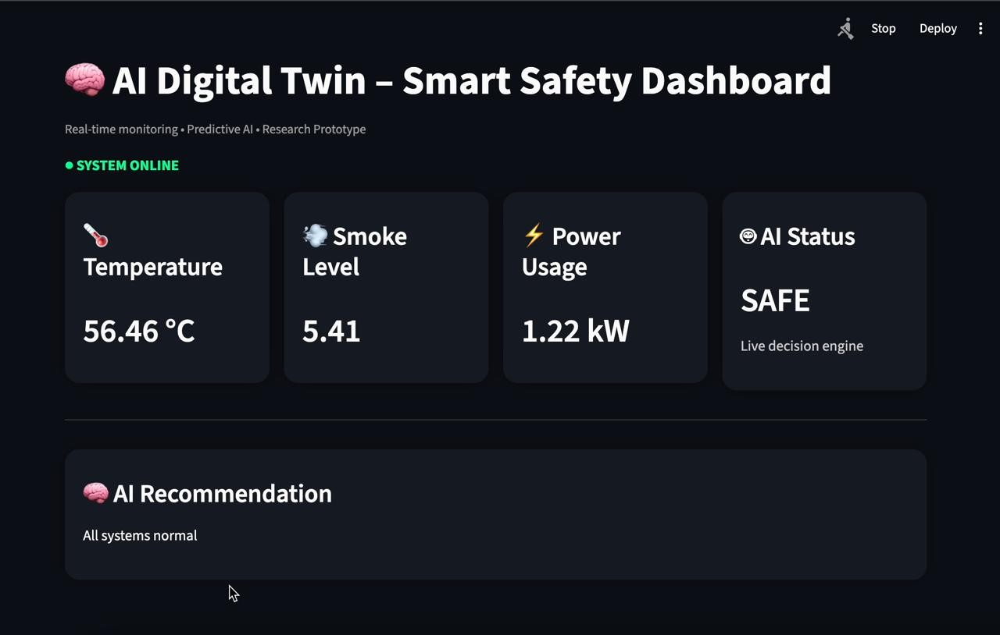 Stop Deploy
🧠 AI Digital Twin – Smart Safety Dashboard
Real-time monitoring • Predictive AI • Research Prototype
● SYSTEM ONLINE
🌡️
Temperature
56.46 °C
💨 Smoke
Level
5.41
⚡ Power
Usage
1.22 kW
AI Status
SAFE
Live decision engine
🧠 AI Recommendation
All systems normal